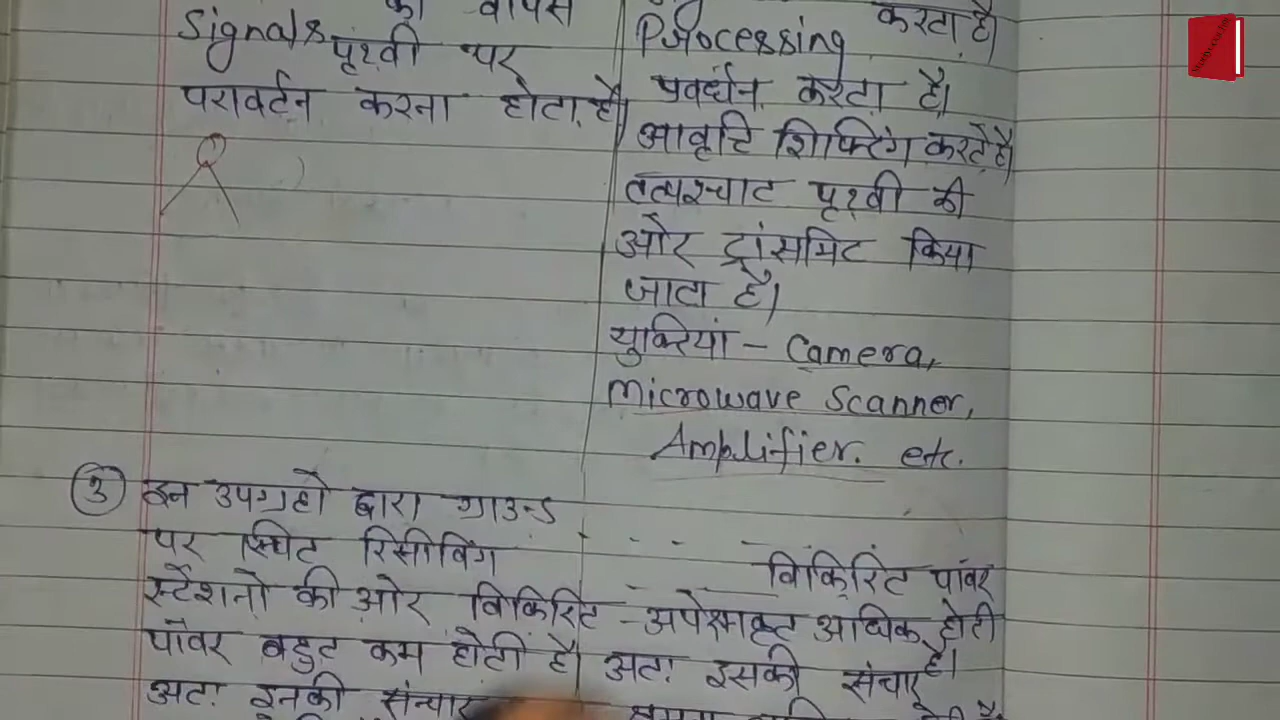 को वापस
Signals पृथ्वी पर
परावर्तन करना होता है।
करता है।
Processing
प्रवर्धन करता है।
आवृत्ति शिफ्टिंग करते है।
तत्पश्चात पृथ्वी की
और ट्रांसमिट किया
जाता है।
युक्तियां - Camera,
Microwave Scanner,
Amplifier. etc.
③ इन उपग्रहो द्वारा ग्राउन्ड
पर स्थित रिसीविंग
स्टेशनो की ओर विकिरित
पॉवर बहुत कम होती है।
अतः इनकी संचार
विकिरित पॉवर
अपेक्षाकृत अधिक होती
है। अतः इसकी संचार